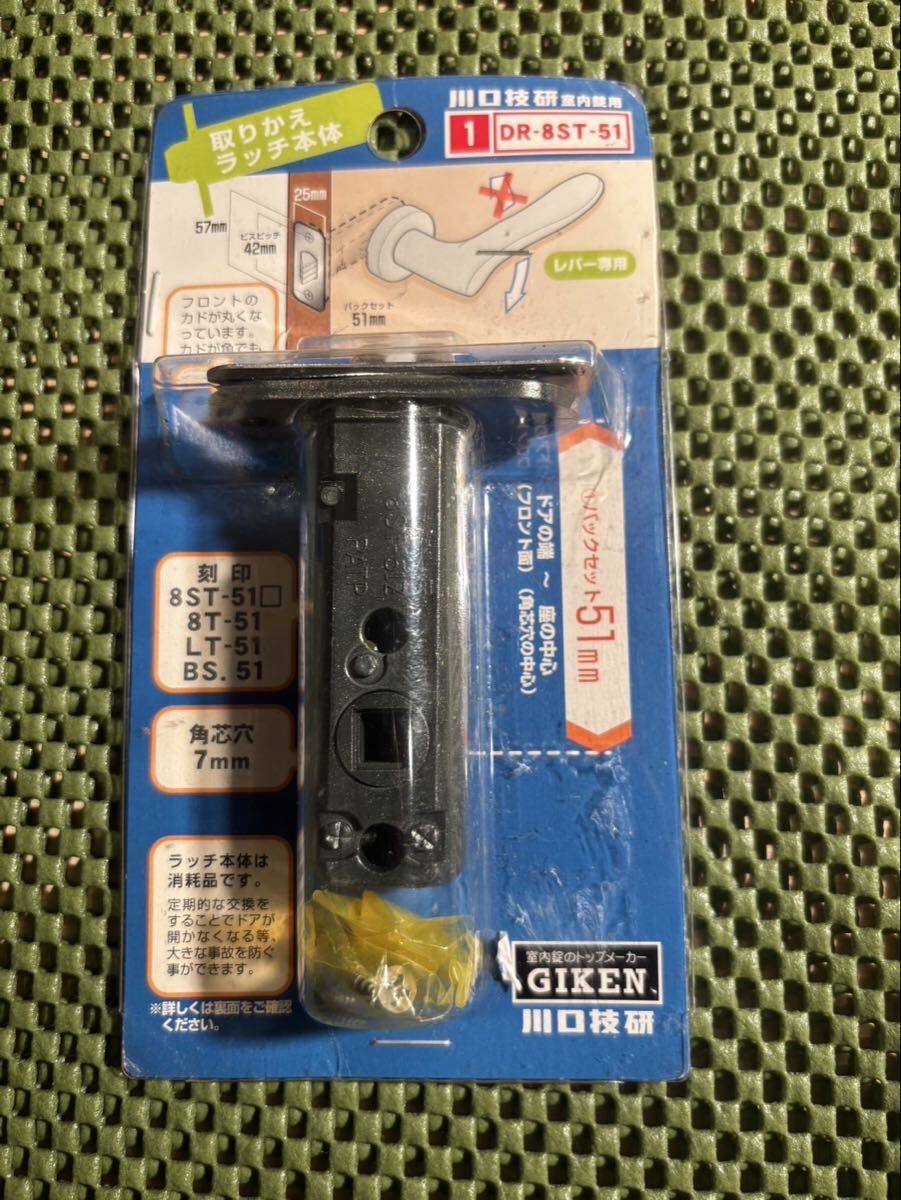 取りかえ
ラッチ本体
川口技研 室内錠用
1 DR-8ST-51
25mm
57mm
ビスピッチ
42mm
バックセット
51mm
レバー専用
フロントの
カドが丸くな
っています。
カドが角でも
バックセット51mm
ドアの端 ～ 座の中心
(フロント面) (角芯穴の中心)
PAT.P
刻印
8ST-51□
8T-51
LT-51
BS.51
角芯穴
7mm
ラッチ本体は
消耗品です。
定期的な交換を
することでドアが
開かなくなる等、
大きな事故を防ぐ
事ができます。
※詳しくは裏面をご確認
ください。
室内錠のトップメーカー
GIKEN
川口技研